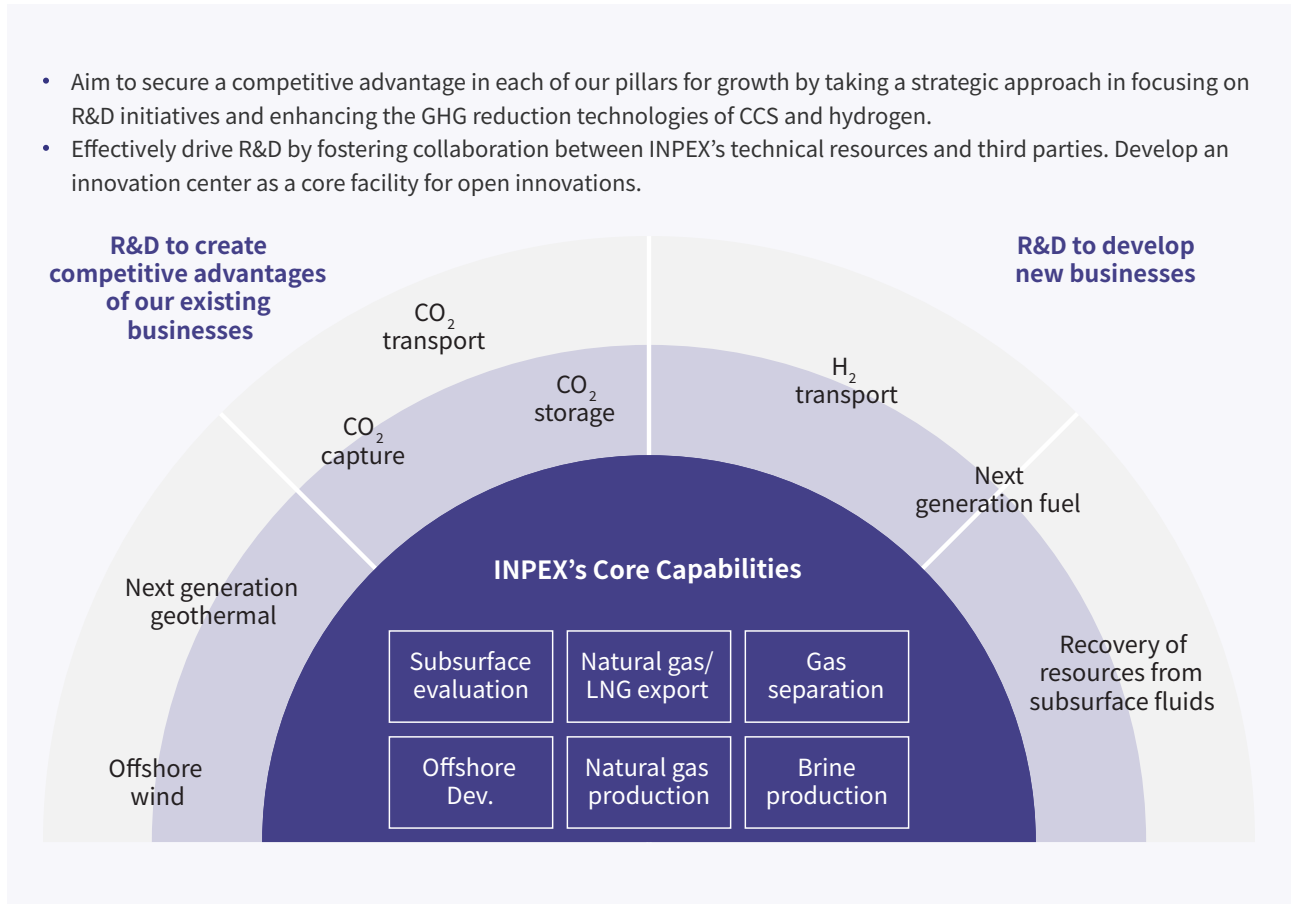 • Aim to secure a competitive advantage in each of our pillars for growth by taking a strategic approach in focusing on
R&D initiatives and enhancing the GHG reduction technologies of CCS and hydrogen.
• Effectively drive R&D by fostering collaboration between INPEX’s technical resources and third parties. Develop an
innovation center as a core facility for open innovations.
R&D to create
competitive advantages
of our existing
businesses
R&D to develop
new businesses
CO₂
transport
CO₂
storage
CO₂
capture
H₂
transport
Next
generation fuel
Next generation
geothermal
Offshore
wind
Recovery of
resources from
subsurface fluids
INPEX’s Core Capabilities
Subsurface
evaluation
Natural gas/
LNG export
Gas
separation
Offshore
Dev.
Natural gas
production
Brine
production